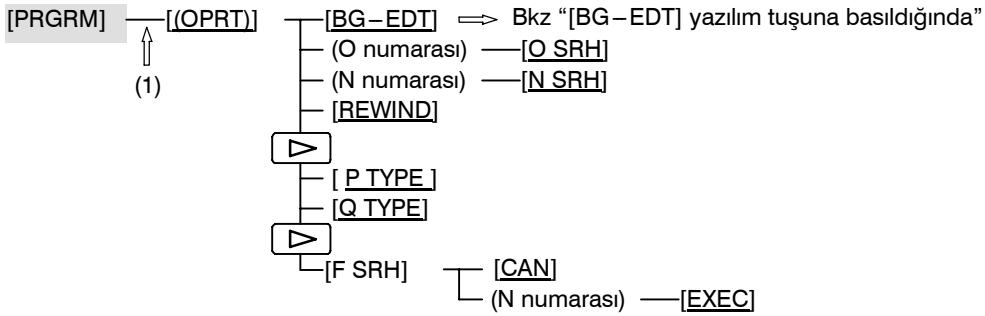 [PRGRM] [(OPRT)] [BG−EDT] Bkz “[BG−EDT] yazılım tuşuna basıldığında”
(O numarası) [O SRH]
(1) (N numarası) [N SRH]
[REWIND]
[ P TYPE ]
[Q TYPE]
[F SRH] [CAN]
(N numarası) [EXEC]